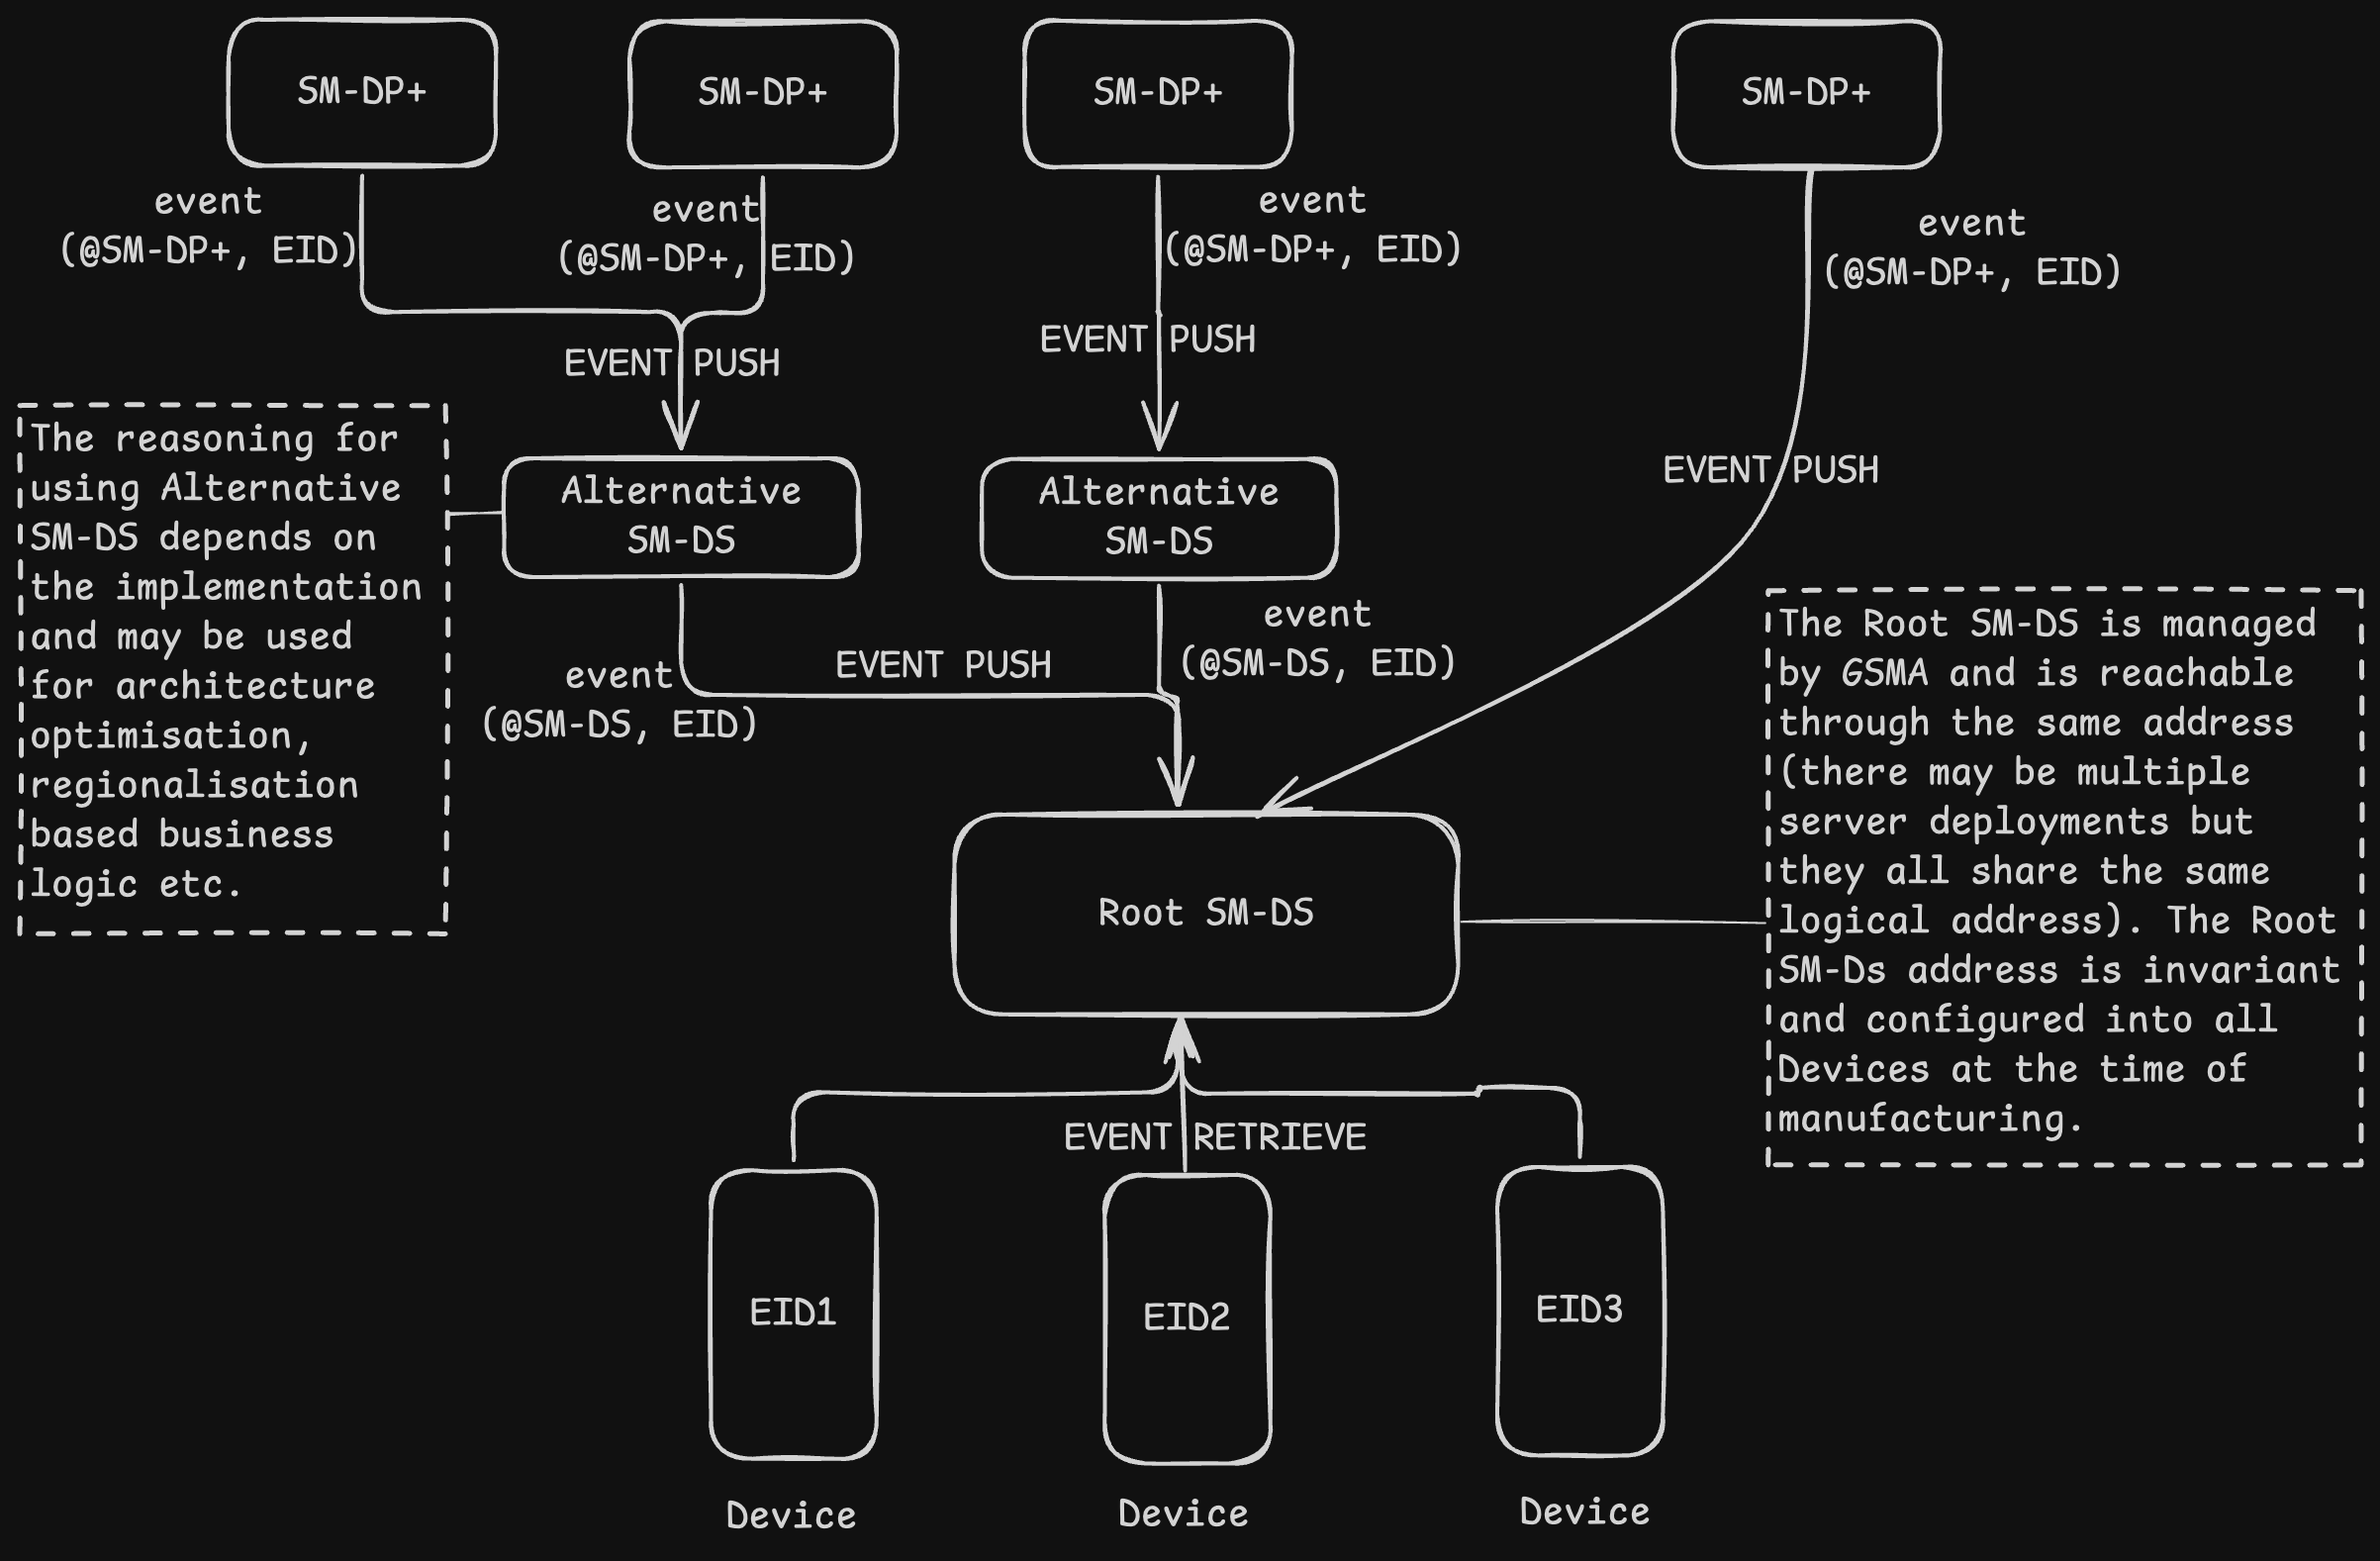 SM-DP+
SM-DP+
SM-DP+
SM-DP+
event
(@SM-DP+, EID)
event
(@SM-DP+, EID)
event
(@SM-DP+, EID)
event
(@SM-DP+, EID)
EVENT PUSH
EVENT PUSH
EVENT PUSH
The reasoning for
using Alternative
SM-DS depends on
the implementation
and may be used
for architecture
optimisation,
regionalisation
based business
logic etc.
Alternative
SM-DS
Alternative
SM-DS
event
(@SM-DS, EID)
EVENT PUSH
event
(@SM-DS, EID)
The Root SM-DS is managed
by GSMA and is reachable
through the same address
(there may be multiple
server deployments but
they all share the same
logical address). The Root
SM-Ds address is invariant
and configured into all
Devices at the time of
manufacturing.
Root SM-DS
EVENT RETRIEVE
EID1
EID2
EID3
Device
Device
Device